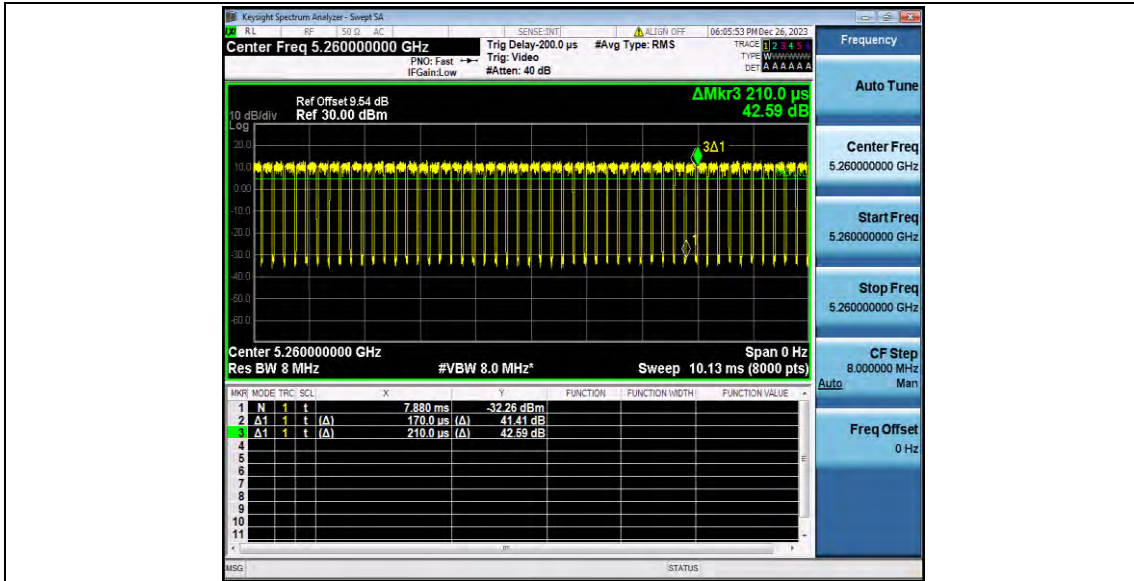 Keysight Spectrum Analyzer - Swept SA
RL RF 50 Ω AC SENSE:INT ALIGN OFF 06:05:53 PM Dec 26, 2023
Center Freq 5.260000000 GHz
PNO: Fast
IFGain:Low
Trig Delay-200.0 µs
Trig: Video
#Atten: 40 dB
#Avg Type: RMS
TRACE 1 2 3 4 5 6
TYPE
DET A A A A A A
Frequency
Auto Tune
Center Freq
5.260000000 GHz
Start Freq
5.260000000 GHz
Stop Freq
5.260000000 GHz
CF Step
8.000000 MHz
Auto Man
Freq Offset
0 Hz
ΔMkr3 210.0 µs
42.59 dB
Ref Offset 9.54 dB
10 dB/div Ref 30.00 dBm
Log
20.0
10.0
0.00
-10.0
-20.0
-30.0
-40.0
-50.0
-60.0
3Δ1
1
Center 5.260000000 GHz Span 0 Hz
Res BW 8 MHz #VBW 8.0 MHz* Sweep 10.13 ms (8000 pts)
MKR MODE TRC SCL X Y FUNCTION FUNCTION WIDTH FUNCTION VALUE
1 N 1 t 7.880 ms -32.26 dBm
2 Δ1 1 t (Δ) 170.0 µs (Δ) 41.41 dB
3 Δ1 1 t (Δ) 210.0 µs (Δ) 42.59 dB
4
5
6
7
8
9
10
11
MSG STATUS